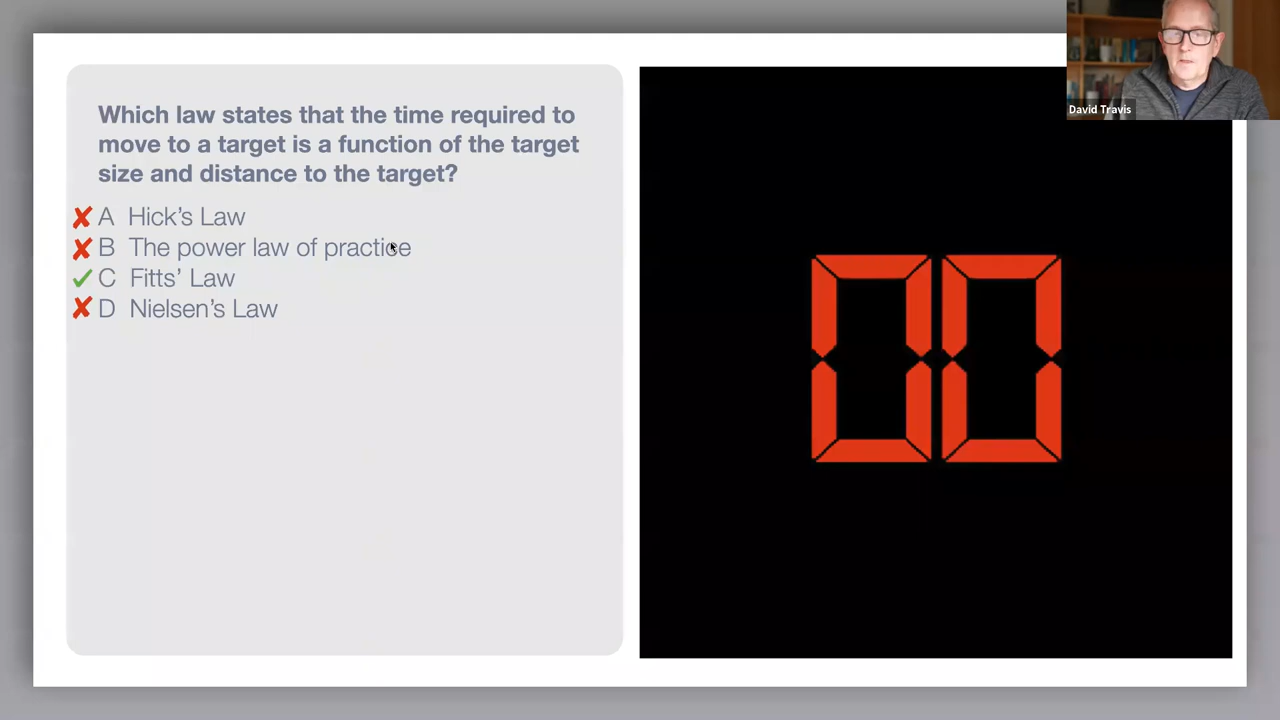 Which law states that the time required to
move to a target is a function of the target
size and distance to the target?
✘ A Hick's Law
✘ B The power law of practice
✓ C Fitts' Law
✘ D Nielsen's Law
00
David Travis